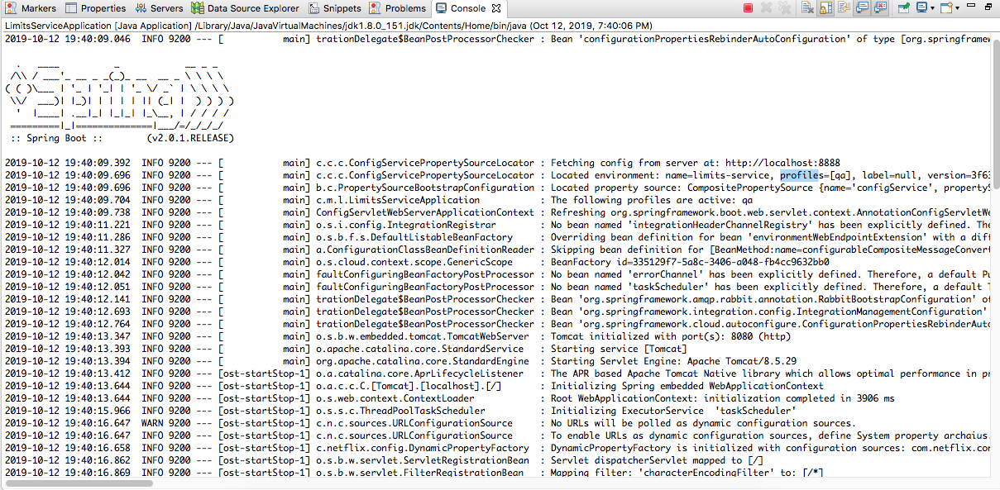 Markers Properties Servers Data Source Explorer Snippets Problems Console
LimitsServiceApplication [Java Application] /Library/Java/JavaVirtualMachines/jdk1.8.0_151.jdk/Contents/Home/bin/java (Oct 12, 2019, 7:40:06 PM)
2019-10-12 19:40:09.046  INFO 9200 --- [           main] trationDelegate$BeanPostProcessorChecker : Bean 'configurationPropertiesRebinderAutoConfiguration' of type [org.springframew
  .   ____          _            __ _ _
 /\\ / ___'_ __ _ _(_)_ __  __ _ \ \ \ \
( ( )\___ | '_ | '_| | '_ \/ _` | \ \ \ \
 \\/  ___)| |_)| | | | | || (_| |  ) ) ) )
  '  |____| .__|_| |_|_| |_\__, | / / / /
 =========|_|==============|___/=/_/_/_/
 :: Spring Boot ::        (v2.0.1.RELEASE)
2019-10-12 19:40:09.392  INFO 9200 --- [           main] c.c.c.ConfigServicePropertySourceLocator : Fetching config from server at: http://localhost:8888
2019-10-12 19:40:09.696  INFO 9200 --- [           main] c.c.c.ConfigServicePropertySourceLocator : Located environment: name=limits-service, profiles=[qa], label=null, version=3f63
2019-10-12 19:40:09.696  INFO 9200 --- [           main] b.c.PropertySourceBootstrapConfiguration : Located property source: CompositePropertySource {name='configService', propertyS
2019-10-12 19:40:09.704  INFO 9200 --- [           main] c.m.l.LimitsServiceApplication           : The following profiles are active: qa
2019-10-12 19:40:09.738  INFO 9200 --- [           main] ConfigServletWebServerApplicationContext : Refreshing org.springframework.boot.web.servlet.context.AnnotationConfigServletWe
2019-10-12 19:40:11.221  INFO 9200 --- [           main] o.s.i.config.IntegrationRegistrar        : No bean named 'integrationHeaderChannelRegistry' has been explicitly defined. The
2019-10-12 19:40:11.286  INFO 9200 --- [           main] o.s.b.f.s.DefaultListableBeanFactory     : Overriding bean definition for bean 'environmentWebEndpointExtension' with a diff
2019-10-12 19:40:11.327  INFO 9200 --- [           main] a.ConfigurationClassBeanDefinitionReader : Skipping bean definition for [BeanMethod:name=configurableCompositeMessageConvert
2019-10-12 19:40:12.014  INFO 9200 --- [           main] o.s.cloud.context.scope.GenericScope     : BeanFactory id=335129f7-5a8c-3406-a048-fb4cc9632bb0
2019-10-12 19:40:12.042  INFO 9200 --- [           main] faultConfiguringBeanFactoryPostProcessor : No bean named 'errorChannel' has been explicitly defined. Therefore, a default Pu
2019-10-12 19:40:12.051  INFO 9200 --- [           main] faultConfiguringBeanFactoryPostProcessor : No bean named 'taskScheduler' has been explicitly defined. Therefore, a default T
2019-10-12 19:40:12.141  INFO 9200 --- [           main] trationDelegate$BeanPostProcessorChecker : Bean 'org.springframework.amqp.rabbit.annotation.RabbitBootstrapConfiguration' of
2019-10-12 19:40:12.693  INFO 9200 --- [           main] trationDelegate$BeanPostProcessorChecker : Bean 'org.springframework.integration.config.IntegrationManagementConfiguration'
2019-10-12 19:40:12.764  INFO 9200 --- [           main] trationDelegate$BeanPostProcessorChecker : Bean 'org.springframework.cloud.autoconfigure.ConfigurationPropertiesRebinderAuto
2019-10-12 19:40:13.347  INFO 9200 --- [           main] o.s.b.w.embedded.tomcat.TomcatWebServer  : Tomcat initialized with port(s): 8080 (http)
2019-10-12 19:40:13.393  INFO 9200 --- [           main] o.apache.catalina.core.StandardService   : Starting service [Tomcat]
2019-10-12 19:40:13.394  INFO 9200 --- [           main] org.apache.catalina.core.StandardEngine  : Starting Servlet Engine: Apache Tomcat/8.5.29
2019-10-12 19:40:13.412  INFO 9200 --- [ost-startStop-1] o.a.catalina.core.AprLifecycleListener   : The APR based Apache Tomcat Native library which allows optimal performance in pr
2019-10-12 19:40:13.644  INFO 9200 --- [ost-startStop-1] o.a.c.c.C.[Tomcat].[localhost].[/]       : Initializing Spring embedded WebApplicationContext
2019-10-12 19:40:13.644  INFO 9200 --- [ost-startStop-1] o.s.web.context.ContextLoader            : Root WebApplicationContext: initialization completed in 3906 ms
2019-10-12 19:40:15.966  INFO 9200 --- [ost-startStop-1] o.s.s.c.ThreadPoolTaskScheduler          : Initializing ExecutorService  'taskScheduler'
2019-10-12 19:40:16.647  WARN 9200 --- [ost-startStop-1] c.n.c.sources.URLConfigurationSource     : No URLs will be polled as dynamic configuration sources.
2019-10-12 19:40:16.647  INFO 9200 --- [ost-startStop-1] c.n.c.sources.URLConfigurationSource     : To enable URLs as dynamic configuration sources, define System property archaius.
2019-10-12 19:40:16.658  INFO 9200 --- [ost-startStop-1] c.netflix.config.DynamicPropertyFactory  : DynamicPropertyFactory is initialized with configuration sources: com.netflix.con
2019-10-12 19:40:16.862  INFO 9200 --- [ost-startStop-1] o.s.b.w.servlet.ServletRegistrationBean  : Servlet dispatcherServlet mapped to [/]
2019-10-12 19:40:16.869  INFO 9200 --- [ost-startStop-1] o.s.b.w.servlet.FilterRegistrationBean   : Mapping filter: 'characterEncodingFilter' to: [/*]